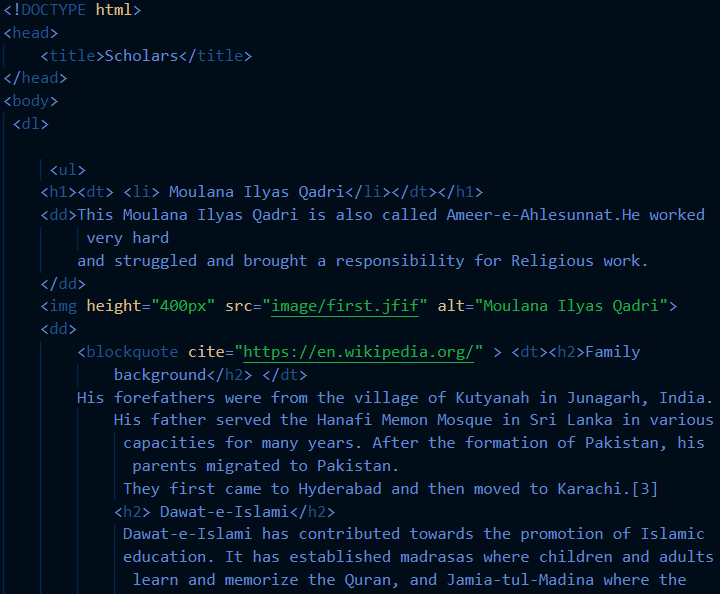 <!DOCTYPE html>
<head>
<title>Scholars</title>
</head>
<body>
<dl>
<ul>
<h1><dt> <li> Moulana Ilyas Qadri</li></dt></h1>
<dd>This Moulana Ilyas Qadri is also called Ameer-e-Ahlesunnat.He worked
very hard
and struggled and brought a responsibility for Religious work.
</dd>
<img height="400px" src="image/first.jfif" alt="Moulana Ilyas Qadri">
<dd>
<blockquote cite="https://en.wikipedia.org/" > <dt><h2>Family
background</h2> </dt>
His forefathers were from the village of Kutyanah in Junagarh, India.
His father served the Hanafi Memon Mosque in Sri Lanka in various
capacities for many years. After the formation of Pakistan, his
parents migrated to Pakistan.
They first came to Hyderabad and then moved to Karachi.[3]
<h2> Dawat-e-Islami</h2>
Dawat-e-Islami has contributed towards the promotion of Islamic
education. It has established madrasas where children and adults
learn and memorize the Quran, and Jamia-tul-Madina where the